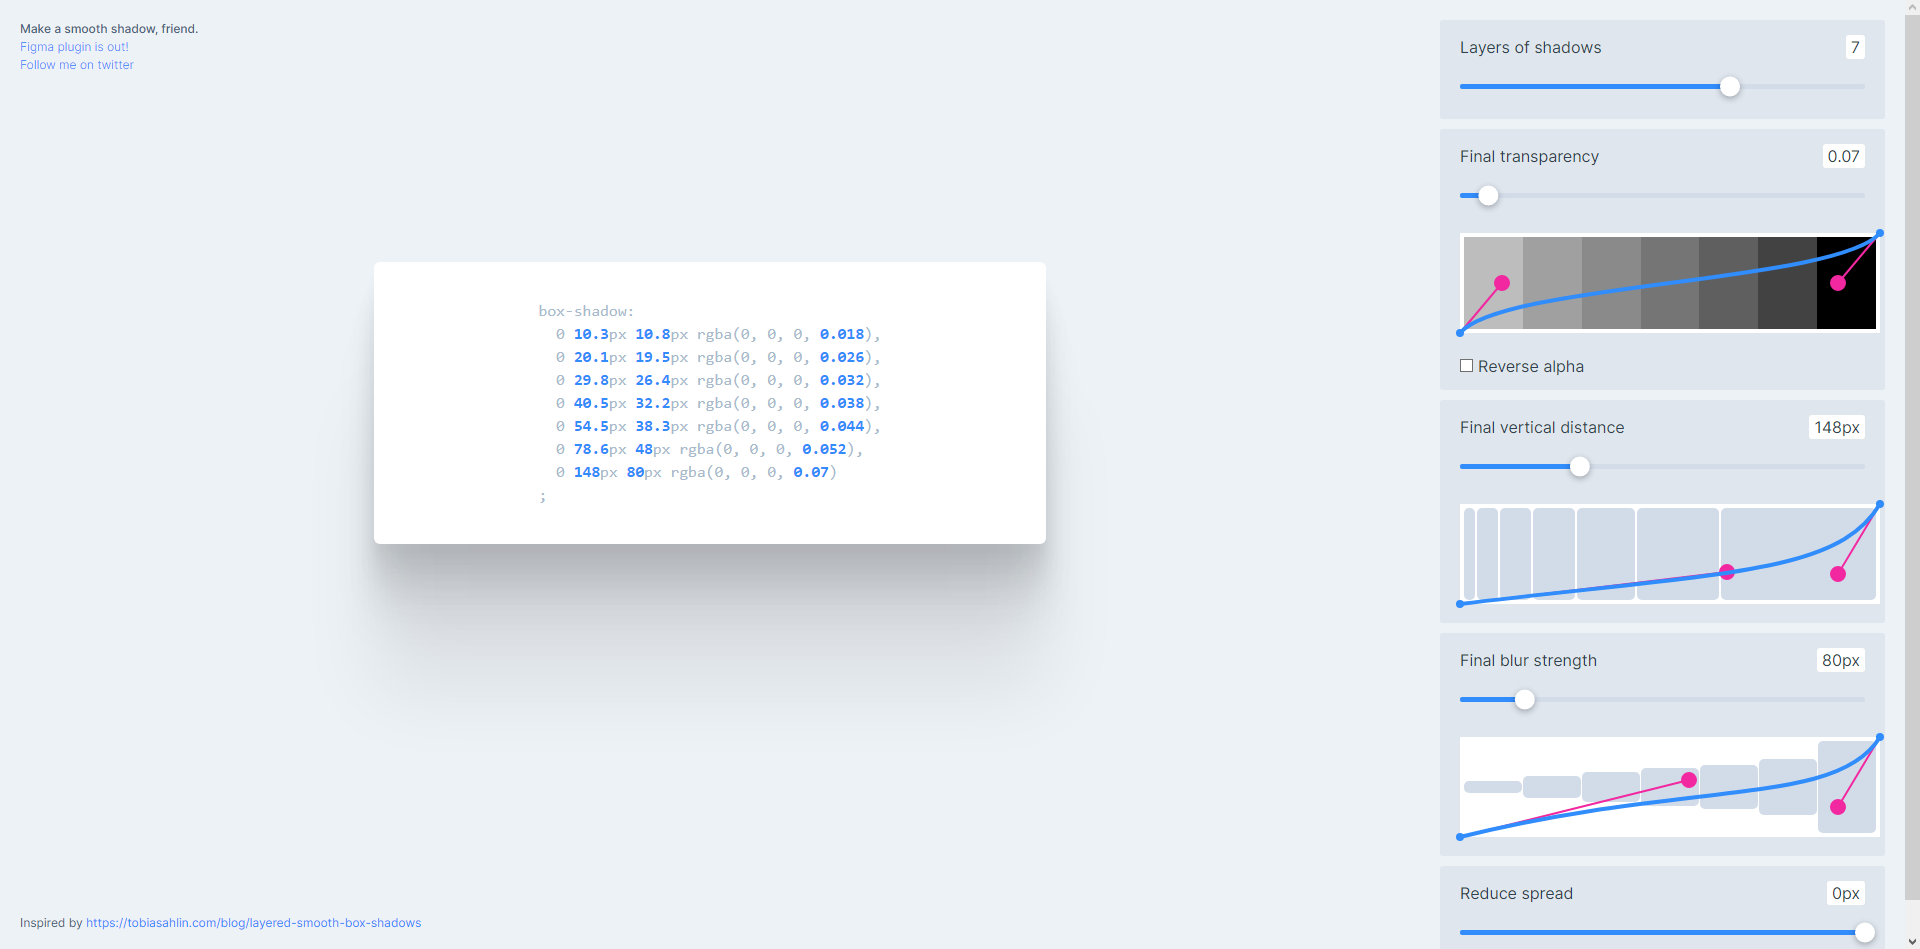 Make a smooth shadow, friend.
Figma plugin is out!
Follow me on twitter
box-shadow:
0 10.3px 10.8px rgba(0, 0, 0, 0.018),
0 20.1px 19.5px rgba(0, 0, 0, 0.026),
0 29.8px 26.4px rgba(0, 0, 0, 0.032),
0 40.5px 32.2px rgba(0, 0, 0, 0.038),
0 54.5px 38.3px rgba(0, 0, 0, 0.044),
0 78.6px 48px rgba(0, 0, 0, 0.052),
0 148px 80px rgba(0, 0, 0, 0.07)
;
Inspired by https://tobiasahlin.com/blog/layered-smooth-box-shadows
Layers of shadows 7
Final transparency 0.07
Reverse alpha
Final vertical distance 148px
Final blur strength 80px
Reduce spread 0px